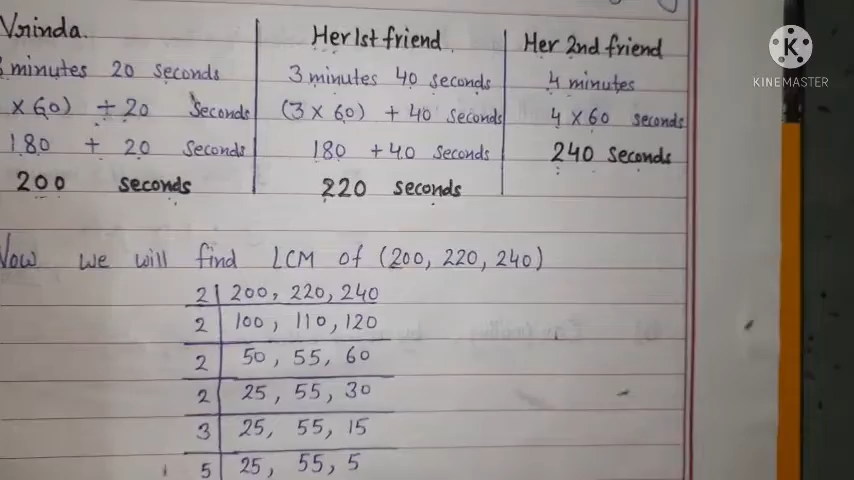 Vrinda. Her 1st friend Her 2nd friend
minutes 20 seconds 3 minutes 40 seconds 4 minutes
x 60) + 20 Seconds (3 x 60) + 40 seconds 4 x 60 seconds
180 + 20 seconds 180 + 40 seconds 240 seconds
200 seconds 220 seconds
Now we will find LCM of (200, 220, 240)
2 200, 220, 240
2 100, 110, 120
2 50, 55, 60
2 25, 55, 30
3 25, 55, 15
5 25, 55, 5
K
KINEMASTER